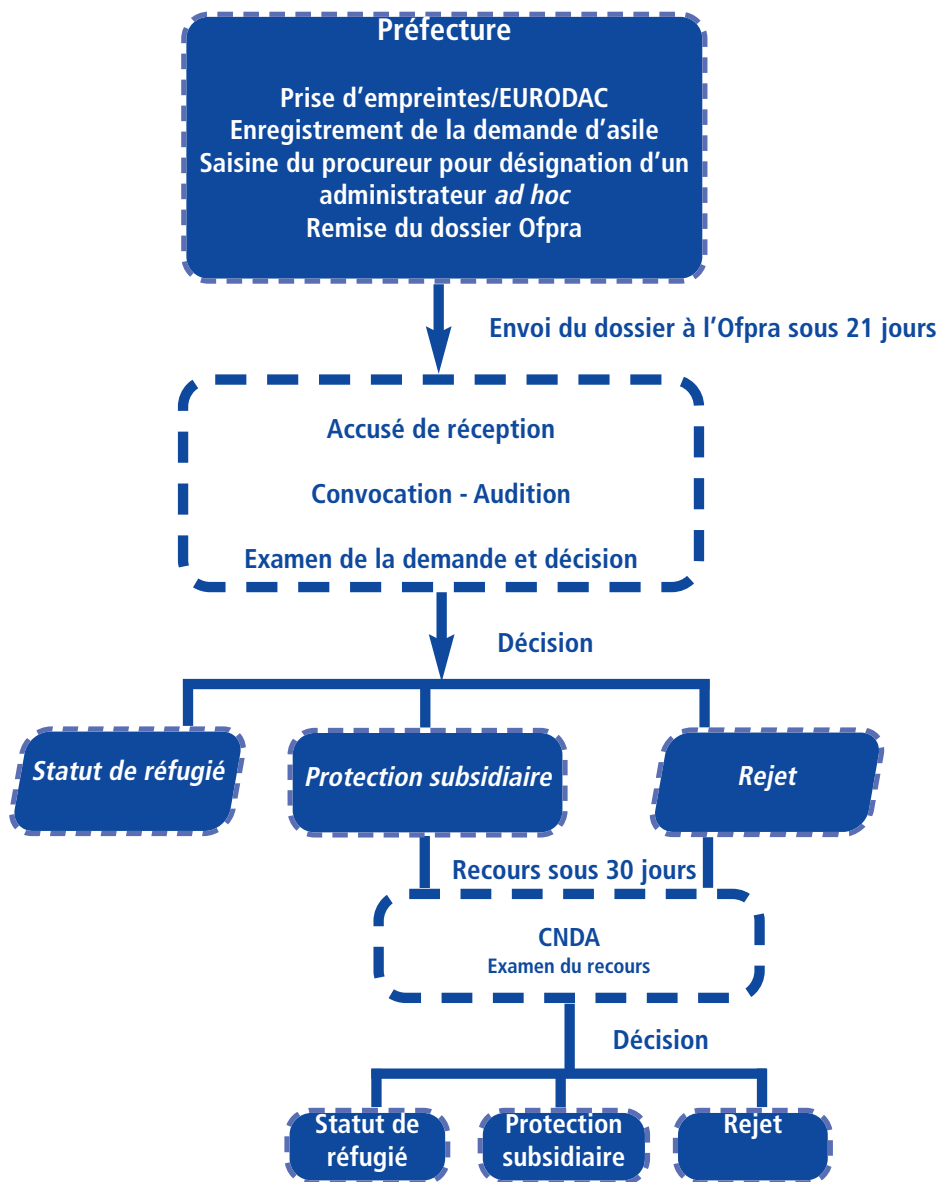 Préfecture
Prise d’empreintes/EURODAC
Enregistrement de la demande d’asile
Saisine du procureur pour désignation d’un
administrateur ad hoc
Remise du dossier Ofpra
Envoi du dossier à l’Ofpra sous 21 jours
Accusé de réception
Convocation - Audition
Examen de la demande et décision
Décision
Statut de réfugié
Protection subsidiaire
Rejet
Recours sous 30 jours
CNDA
Examen du recours
Décision
Statut de
réfugié
Protection
subsidiaire
Rejet